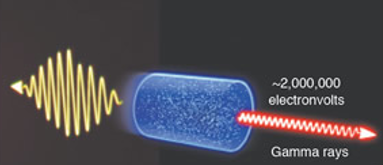 ~2,000,000
electronvolts
Gamma rays